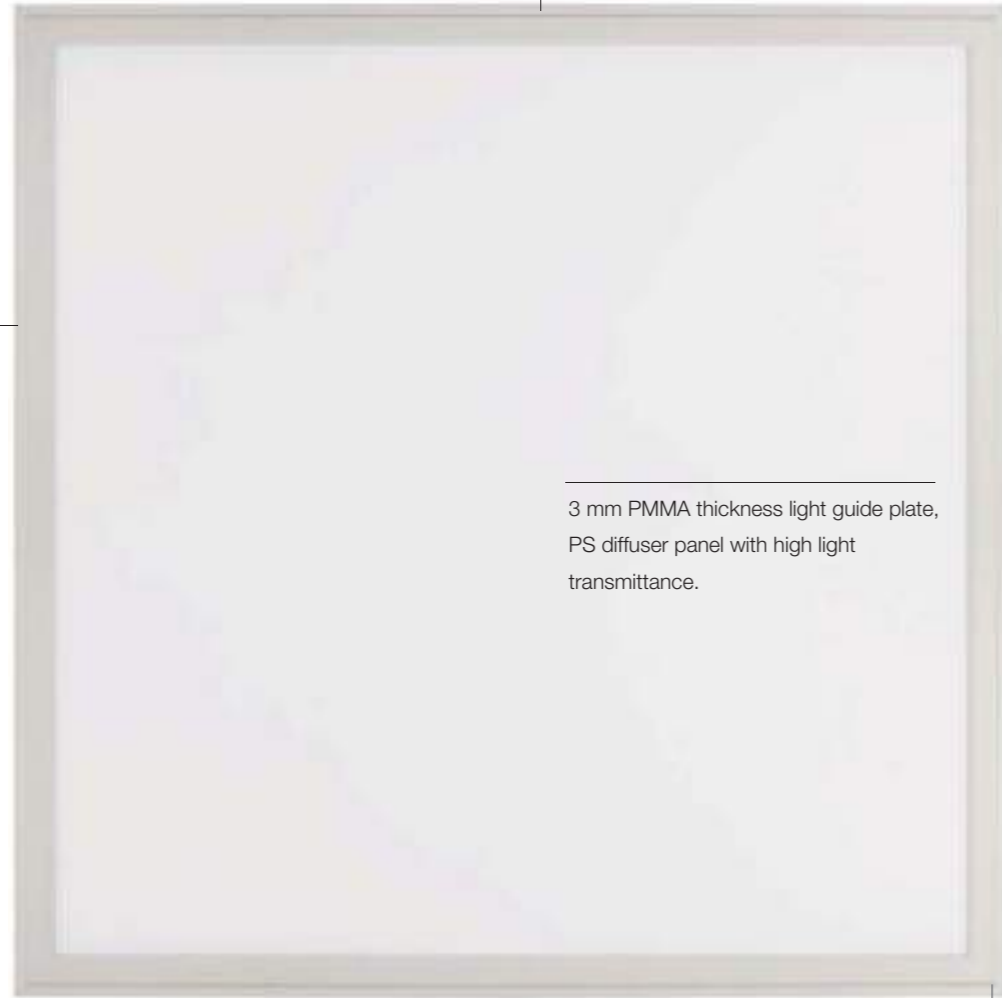 3 mm PMMA thickness light guide plate,
PS diffuser panel with high light
transmittance.